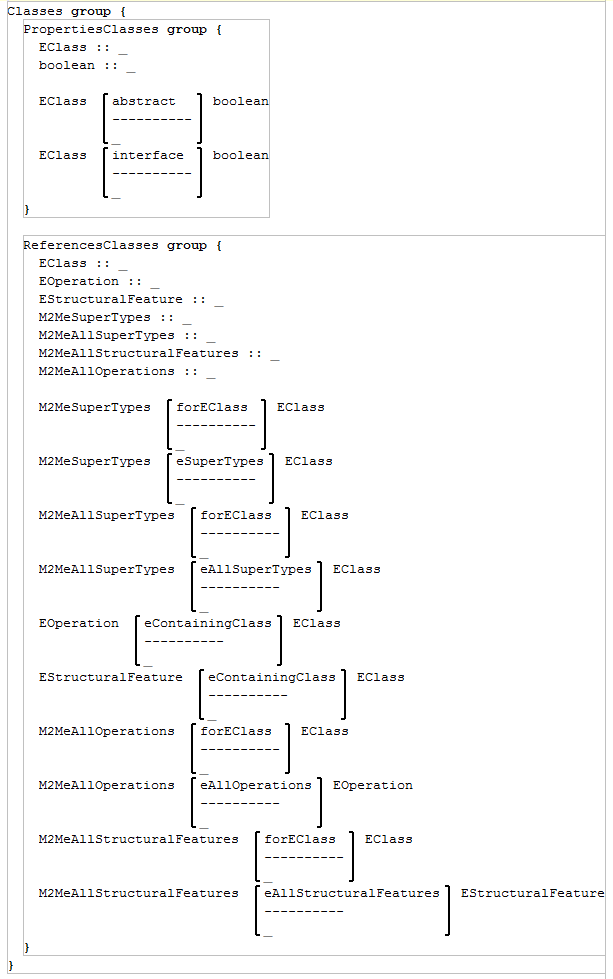 Classes group {
PropertiesClasses group {
EClass :: _
boolean :: _
EClass abstract boolean
----------
_
EClass interface boolean
----------
_
}
ReferencesClasses group {
EClass :: _
EOperation :: _
EStructuralFeature :: _
M2MeSuperTypes :: _
M2MeAllSuperTypes :: _
M2MeAllStructuralFeatures :: _
M2MeAllOperations :: _
M2MeSuperTypes forEClass EClass
----------
_
M2MeSuperTypes eSuperTypes EClass
----------
_
M2MeAllSuperTypes forEClass EClass
----------
_
M2MeAllSuperTypes eAllSuperTypes EClass
----------
_
EOperation eContainingClass EClass
----------
_
EStructuralFeature eContainingClass EClass
----------
_
M2MeAllOperations forEClass EClass
----------
_
M2MeAllOperations eAllOperations EOperation
----------
_
M2MeAllStructuralFeatures forEClass EClass
----------
_
M2MeAllStructuralFeatures eAllStructuralFeatures EStructuralFeature
----------
_
}
}